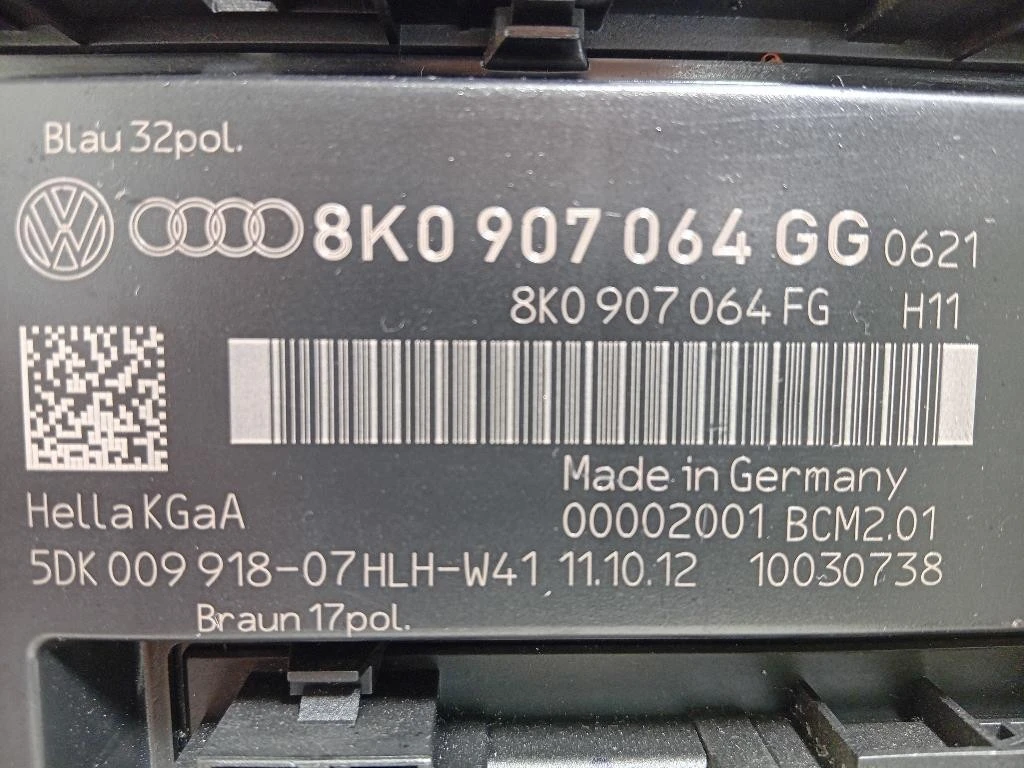 Blau 32pol.
8K0 907 064 GG 0621
8K0 907 064 FG H11
Made in Germany
Hella KGaA
00002001 BCM2.01
5DK 009 918-07 HLH-W41 11.10.12 10030738
Braun 17pol.